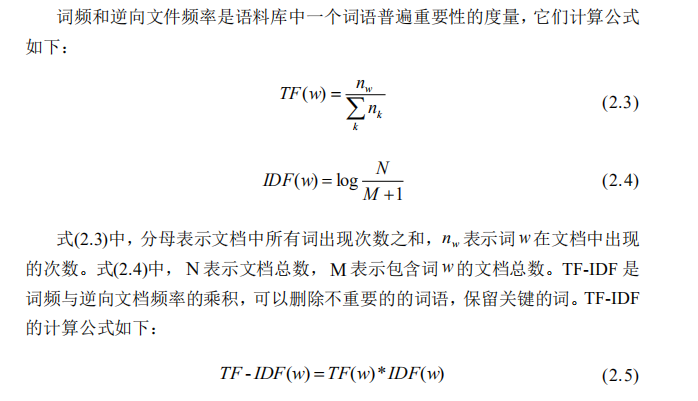 词频和逆向文件频率是语料库中一个词语普遍重要性的度量，它们计算公式
如下：
TF(w) = n_w / ∑_k n_k (2.3)
IDF(w) = log N / (M + 1) (2.4)
式(2.3)中，分母表示文档中所有词出现次数之和，n_w 表示词 w 在文档中出现
的次数。式(2.4)中， N 表示文档总数， M 表示包含词 w 的文档总数。TF-IDF 是
词频与逆向文档频率的乘积，可以删除不重要的的词语，保留关键的词。TF-IDF
的计算公式如下：
TF - IDF(w) = TF(w) * IDF(w) (2.5)